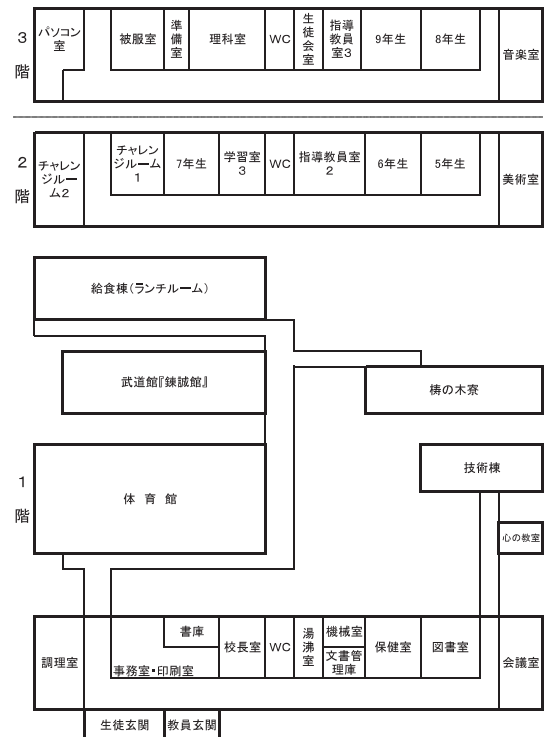 3
階
パソコン
室
被服室
準
備
室
理科室
WC
生
徒
会
室
指導
教員
室3
9年生
8年生
音楽室
2
階
チャレン
ジルー
ム2
チャレン
ジルーム
1
7年生
学習室
3
WC
指導教員室
2
6年生
5年生
美術室
給食棟(ランチルーム)
武道館『錬誠館』
梼の木寮
体 育 館
技術棟
心の教室
1
階
調理室
書庫
事務室・印刷室
校長室
WC
湯
沸
室
機械室
文書管
理庫
保健室
図書室
会議室
生徒玄関
教員玄関